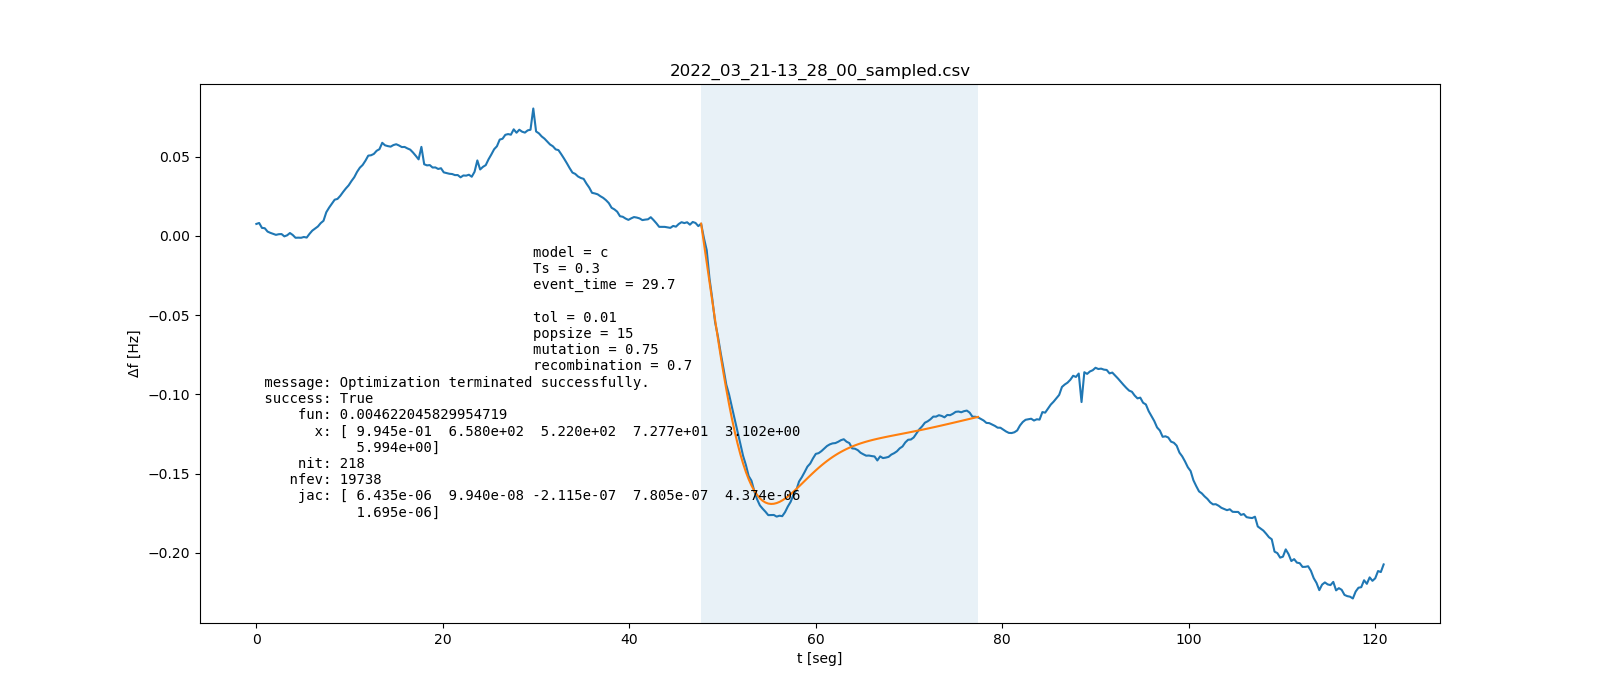 2022_03_21-13_28_00_sampled.csv
0.05
0.00
−0.05
−0.10
−0.15
−0.20
Δf [Hz]
model = c
Ts = 0.3
event_time = 29.7
tol = 0.01
popsize = 15
mutation = 0.75
recombination = 0.7
message: Optimization terminated successfully.
success: True
fun: 0.004622045829954719
x: [ 9.945e-01  6.580e+02  5.220e+02  7.277e+01  3.102e+00
5.994e+00]
nit: 218
nfev: 19738
jac: [ 6.435e-06  9.940e-08 -2.115e-07  7.805e-07  4.374e-06
1.695e-06]
0 20 40 60 80 100 120
t [seg]